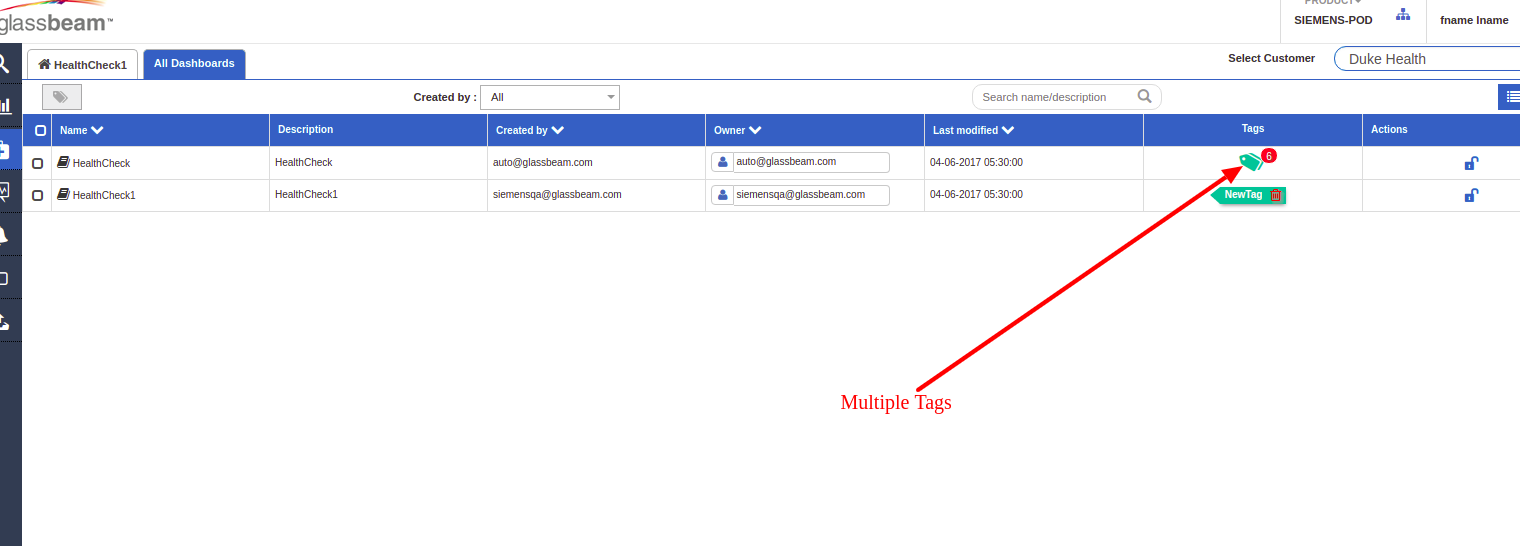 PRODUCT
glassbeam™
SIEMENS-POD
fname lname
HealthCheck1
All Dashboards
Select Customer
Duke Health
Created by :
All
Search name/description
Name
Description
Created by
Owner
Last modified
Tags
Actions
HealthCheck
HealthCheck
auto@glassbeam.com
auto@glassbeam.com
04-06-2017 05:30:00
6
HealthCheck1
HealthCheck1
siemensqa@glassbeam.com
siemensqa@glassbeam.com
04-06-2017 05:30:00
NewTag
Multiple Tags